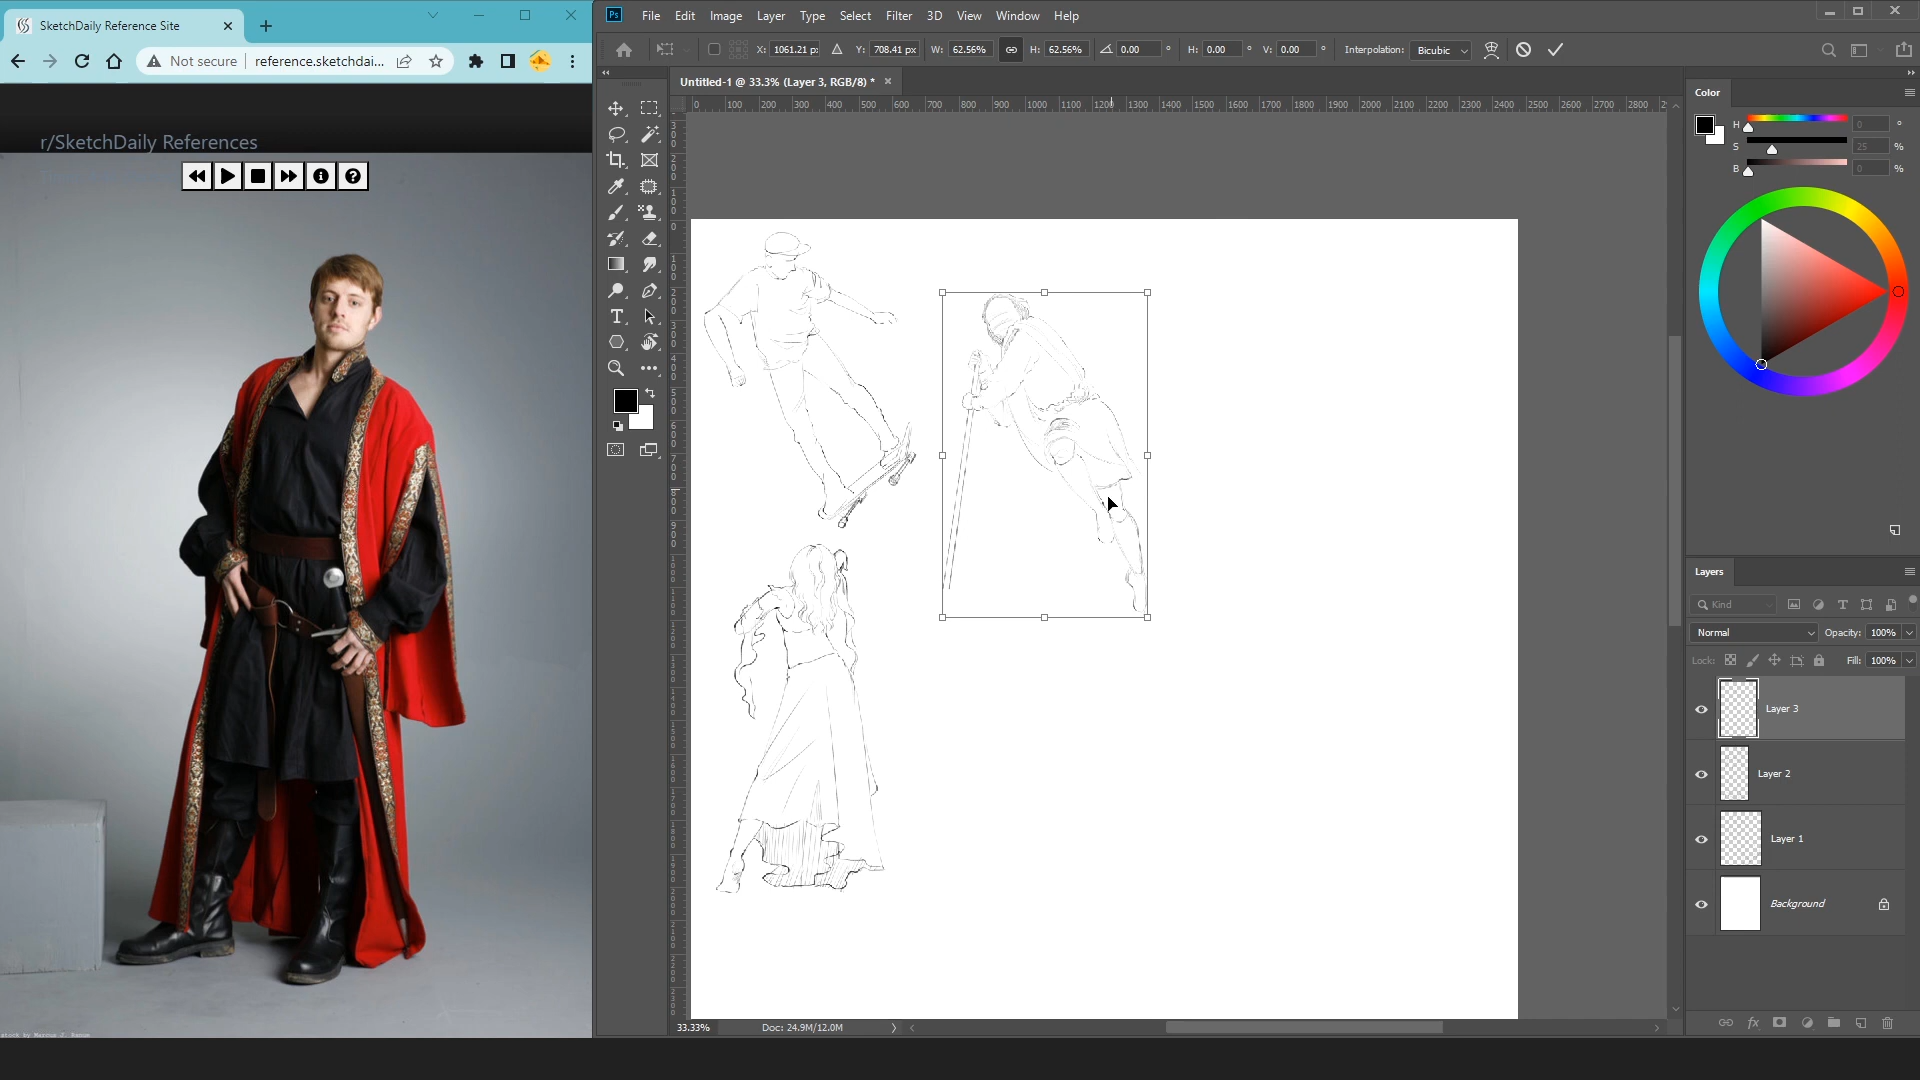 SketchDaily Reference Site
Not secure
reference.sketchdai...
r/SketchDaily References
stock by Marcus J. Ranum
Ps
File Edit Image Layer Type Select Filter 3D View Window Help
X: 1061.21 p: Y: 708.41 px W: 62.56% H: 62.56% 0.00 ° H: 0.00 ° V: 0.00 ° Interpolation: Bicubic
Untitled-1 @ 33.3% (Layer 3, RGB/8) *
0 100 200 300 400 500 600 700 800 900 1000 1100 1200 1300 1400 1500 1600 1700 1800 1900 2000 2100 2200 2300 2400 2500 2600 2700 2800
33.33%
Doc: 24.9M/12.0M
Color
H 0 °
S 25 %
B 0 %
Layers
Kind
Normal
Opacity: 100%
Lock:
Fill: 100%
Layer 3
Layer 2
Layer 1
Background